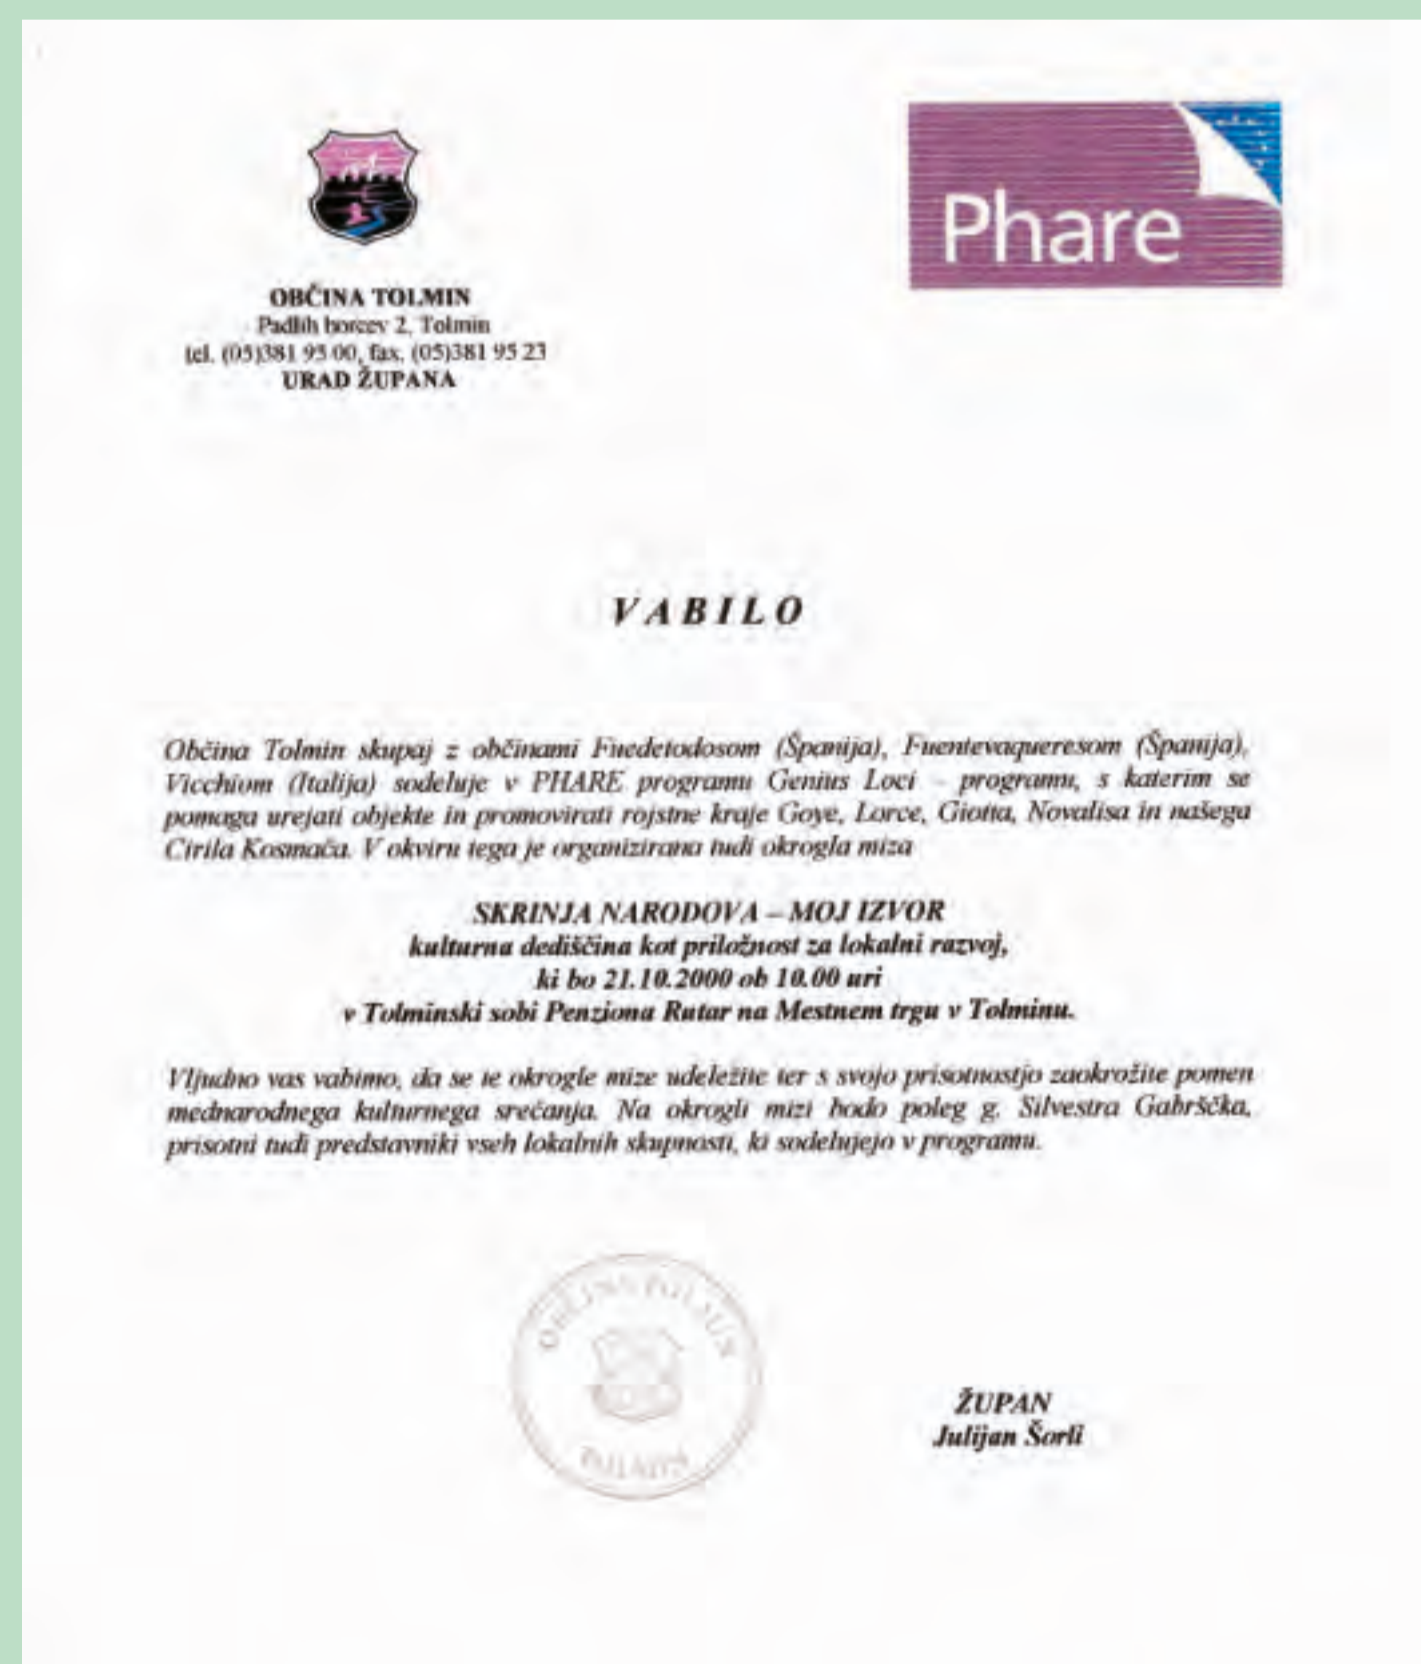 Phare
OBČINA TOLMIN
Padlih borcev 2, Tolmin
tel. (05)381 95 00, fax. (05)381 95 23
URAD ŽUPANA
VABILO
Občina Tolmin skupaj z občinami Fuedetodosom (Španija), Fuentevaqueresom (Španija),
Vicchiom (Italija) sodeluje v PHARE programu Genius Loci – programu, s katerim se
pomaga urejati objekte in promovirati rojstne kraje Goye, Lorce, Giotta, Novalisa in našega
Cirila Kosmača. V okviru tega je organizirana tudi okrogla miza
SKRINJA NARODOVA – MOJ IZVOR
kulturna dediščina kot priložnost za lokalni razvoj,
ki bo 21.10.2000 ob 10.00 uri
v Tolminski sobi Penziona Rutar na Mestnem trgu v Tolminu.
Vljudno vas vabimo, da se te okrogle mize udeležite ter s svojo prisotnostjo zaokrožite pomen
mednarodnega kulturnega srečanja. Na okrogli mizi bodo poleg g. Silvestra Gabrščka,
prisotni tudi predstavniki vseh lokalnih skupnosti, ki sodelujejo v programu.
OBČINA TOLMIN
TOLMIN
ŽUPAN
Julijan Šorli